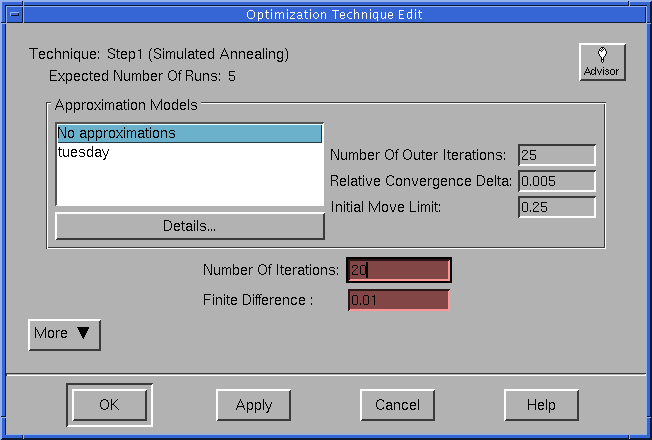 Optimization Technique Edit
Technique: Step1 (Simulated Annealing)
Expected Number Of Runs: 5
Advisor
Approximation Models
No approximations
tuesday
Number Of Outer Iterations: 25
Relative Convergence Delta: 0.005
Initial Move Limit: 0.25
Details...
Number Of Iterations: 20
Finite Difference : 0.01
More ▼
OK Apply Cancel Help